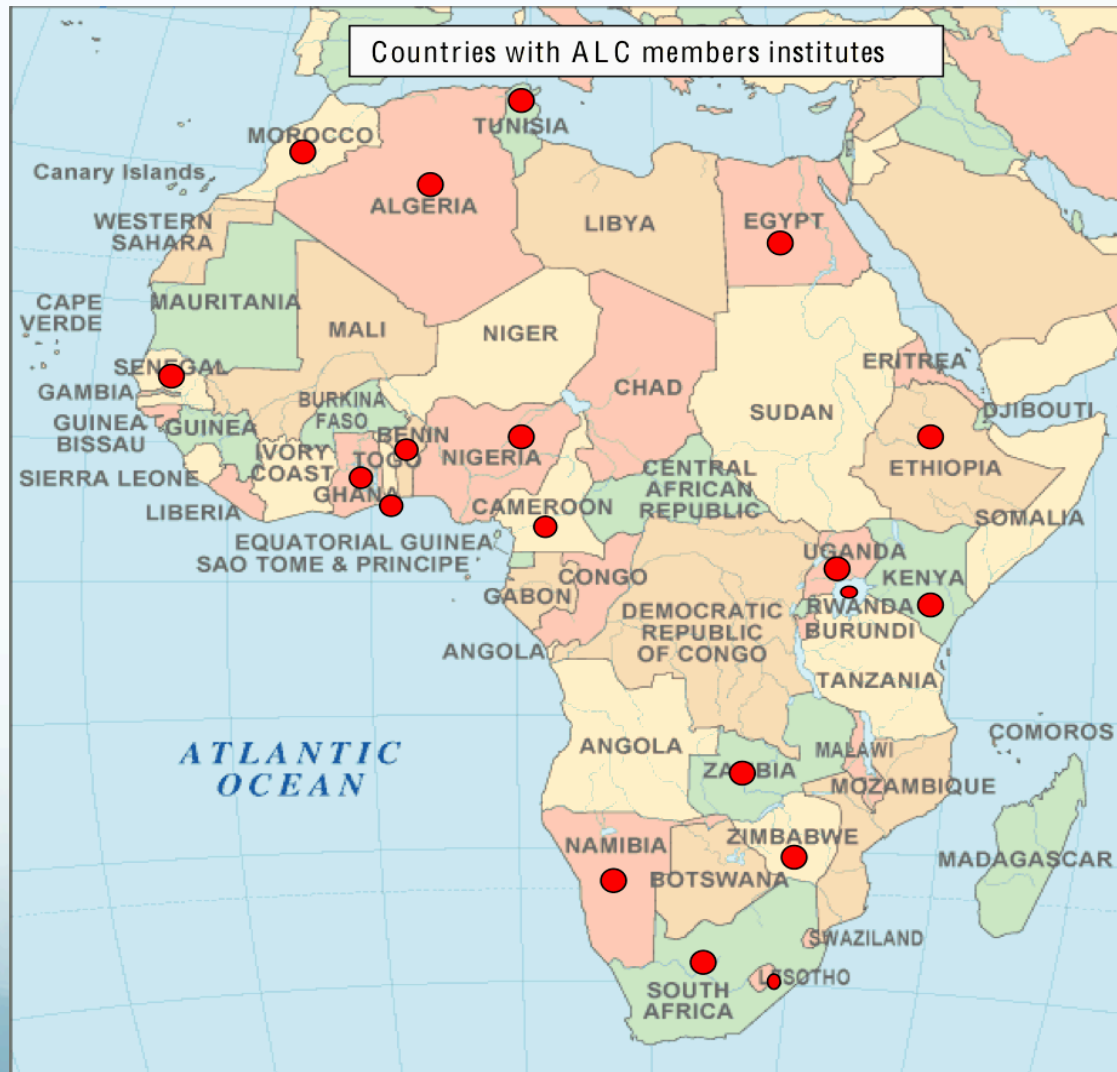 Countries with ALC members institutes
TUNISIA
MOROCCO
Canary Islands
ALGERIA
LIBYA
EGYPT
WESTERN
SAHARA
MAURITANIA
CAPE
VERDE
MALI
NIGER
CHAD
SUDAN
ERITREA
SENEGAL
GAMBIA
BURKINA
FASO
DJIBOUTI
GUINEA
BISSAU
GUINEA
BENIN
IVORY
COAST
TOGO
NIGERIA
ETHIOPIA
CENTRAL
AFRICAN
REPUBLIC
SIERRA LEONE
GHANA
CAMEROON
LIBERIA
SOMALIA
EQUATORIAL GUINEA
SAO TOME & PRINCIPE
UGANDA
KENYA
CONGO
GABON
RWANDA
BURUNDI
DEMOCRATIC
REPUBLIC
OF CONGO
ANGOLA
TANZANIA
COMOROS
ATLANTIC
OCEAN
ANGOLA
MALAWI
ZAMBIA
MOZAMBIQUE
ZIMBABWE
NAMIBIA
MADAGASCAR
BOTSWANA
SWAZILAND
LESOTHO
SOUTH
AFRICA